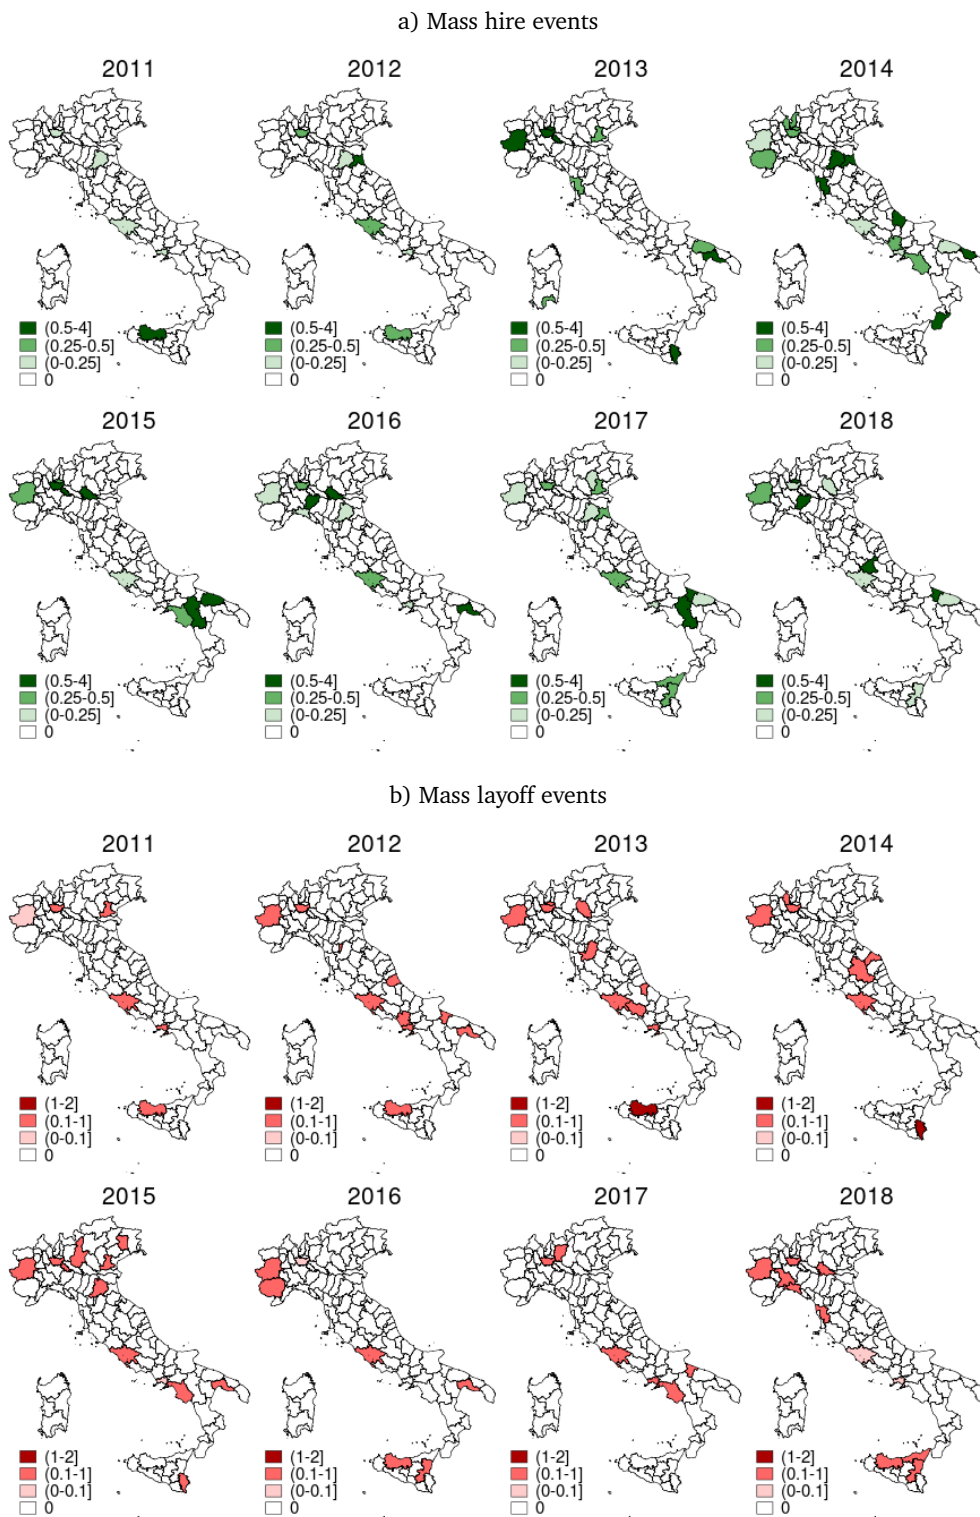 a) Mass hire events
2011 2012 2013 2014
(0.5-4] (0.5-4] (0.5-4] (0.5-4]
(0.25-0.5] (0.25-0.5] (0.25-0.5] (0.25-0.5]
(0-0.25] (0-0.25] (0-0.25] (0-0.25]
0 0 0 0
2015 2016 2017 2018
(0.5-4] (0.5-4] (0.5-4] (0.5-4]
(0.25-0.5] (0.25-0.5] (0.25-0.5] (0.25-0.5]
(0-0.25] (0-0.25] (0-0.25] (0-0.25]
0 0 0 0
b) Mass layoff events
2011 2012 2013 2014
(1-2] (1-2] (1-2] (1-2]
(0.1-1] (0.1-1] (0.1-1] (0.1-1]
(0-0.1] (0-0.1] (0-0.1] (0-0.1]
0 0 0 0
2015 2016 2017 2018
(1-2] (1-2] (1-2] (1-2]
(0.1-1] (0.1-1] (0.1-1] (0.1-1]
(0-0.1] (0-0.1] (0-0.1] (0-0.1]
0 0 0 0